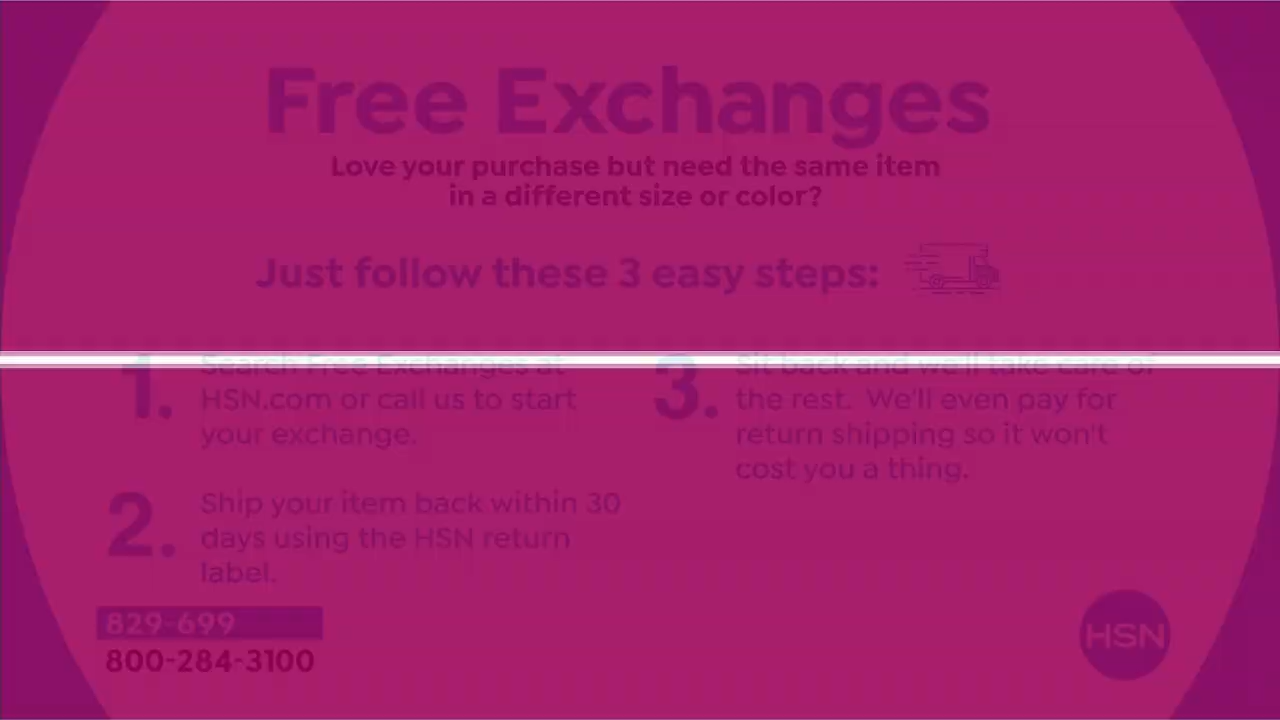 Free Exchanges
Love your purchase but need the same item
in a different size or color?
Just follow these 3 easy steps:
1. Search Free Exchanges at
HSN.com or call us to start
your exchange.
2. Ship your item back within 30
days using the HSN return
label.
3. Sit back and we'll take care of
the rest. We'll even pay for
return shipping so it won't
cost you a thing.
829-699
800-284-3100
HSN